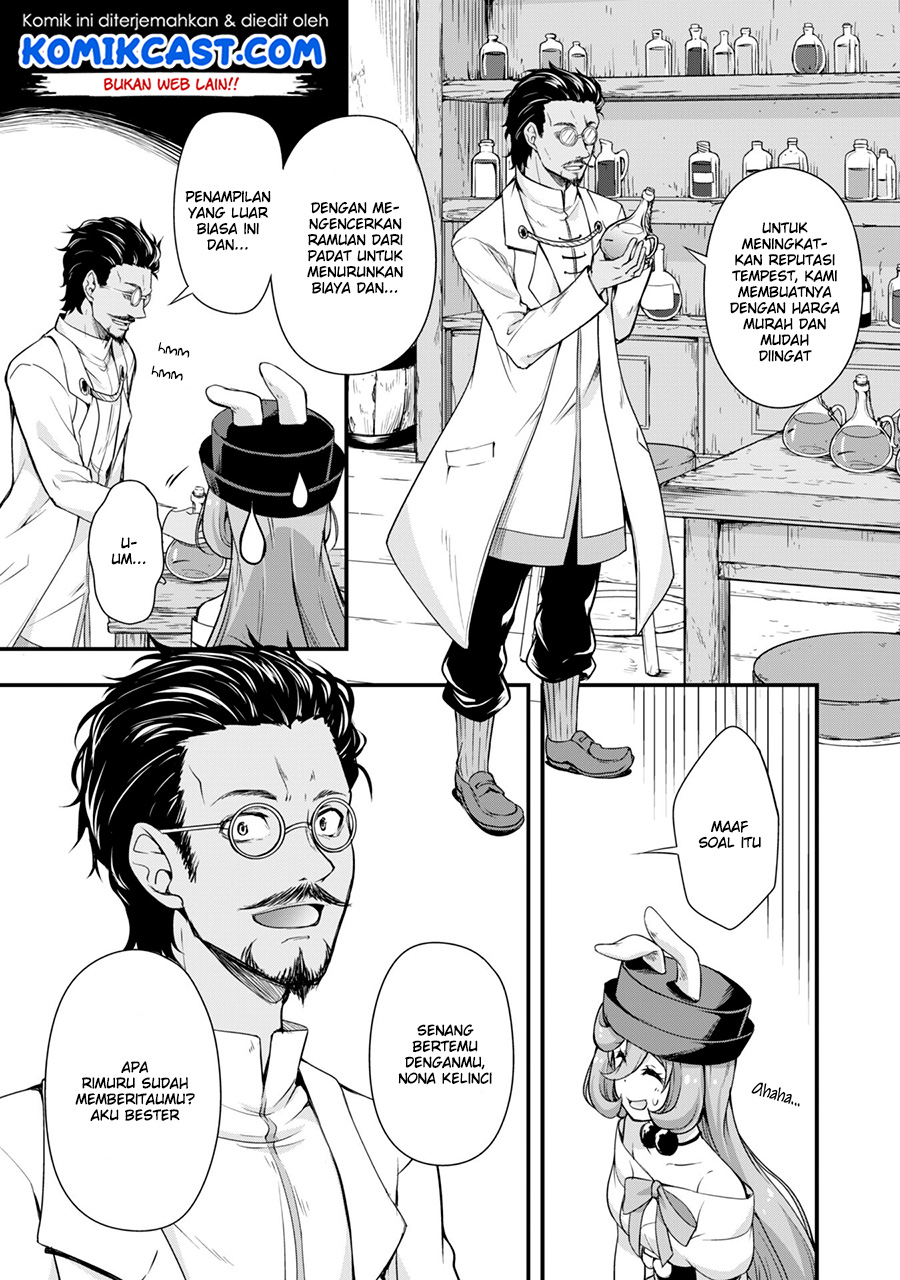 Komik ini diterjemahkan & diedit oleh
KOMIKCAST.COM
BUKAN WEB LAIN!!
UNTUK
MENINGKAT-
KAN REPUTASI
TEMPEST, KAMI
MEMBUATNYA
DENGAN HARGA
MURAH DAN
MUDAH
DIINGAT
DENGAN ME-
NGENCERKAN
RAMUAN DARI
PADAT UNTUK
MENURUNKAN
BIAYA DAN...
PENAMPILAN
YANG LUAR
BIASA INI
DAN...
hmm
hmm
U-
UM...
MAAF
SOAL ITU
Ahaha...
SENANG
BERTEMU
DENGANMU,
NONA KELINCI
APA
RIMURU SUDAH
MEMBERITAUMU?
AKU BESTER